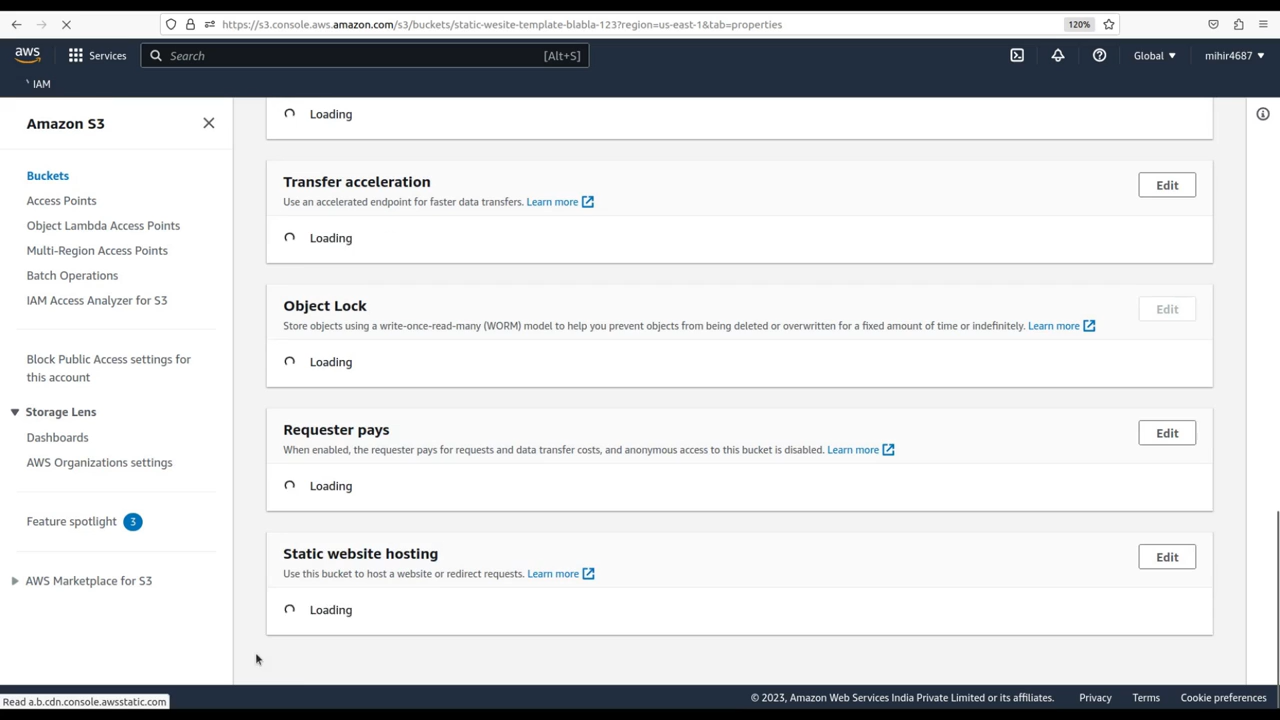 https://s3.console.aws.amazon.com/s3/buckets/static-wesite-template-blabla-123?region=us-east-1&tab=properties
120%
aws
Services
Search
[Alt+S]
Global
mihir4687
IAM
Amazon S3
Buckets
Access Points
Object Lambda Access Points
Multi-Region Access Points
Batch Operations
IAM Access Analyzer for S3
Block Public Access settings for
this account
Storage Lens
Dashboards
AWS Organizations settings
Feature spotlight 3
AWS Marketplace for S3
Loading
Transfer acceleration
Edit
Use an accelerated endpoint for faster data transfers. Learn more
Loading
Object Lock
Edit
Store objects using a write-once-read-many (WORM) model to help you prevent objects from being deleted or overwritten for a fixed amount of time or indefinitely. Learn more
Loading
Requester pays
Edit
When enabled, the requester pays for requests and data transfer costs, and anonymous access to this bucket is disabled. Learn more
Loading
Static website hosting
Edit
Use this bucket to host a website or redirect requests. Learn more
Loading
Read a.b.cdn.console.awsstatic.com
© 2023, Amazon Web Services India Private Limited or its affiliates.
Privacy
Terms
Cookie preferences